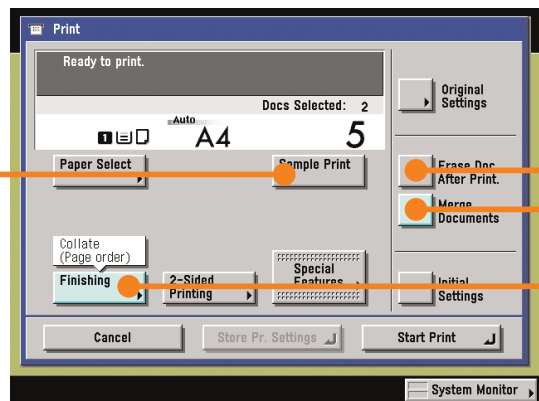 Print
Ready to print.
Docs Selected: 2
Auto
1 A4 5
Original
Settings
Paper Select
Sample Print
Erase Doc.
After Print.
Merge
Documents
Collate
(Page order)
Finishing
2-Sided
Printing
Special
Features
Initial
Settings
Cancel
Store Pr. Settings
Start Print
System Monitor